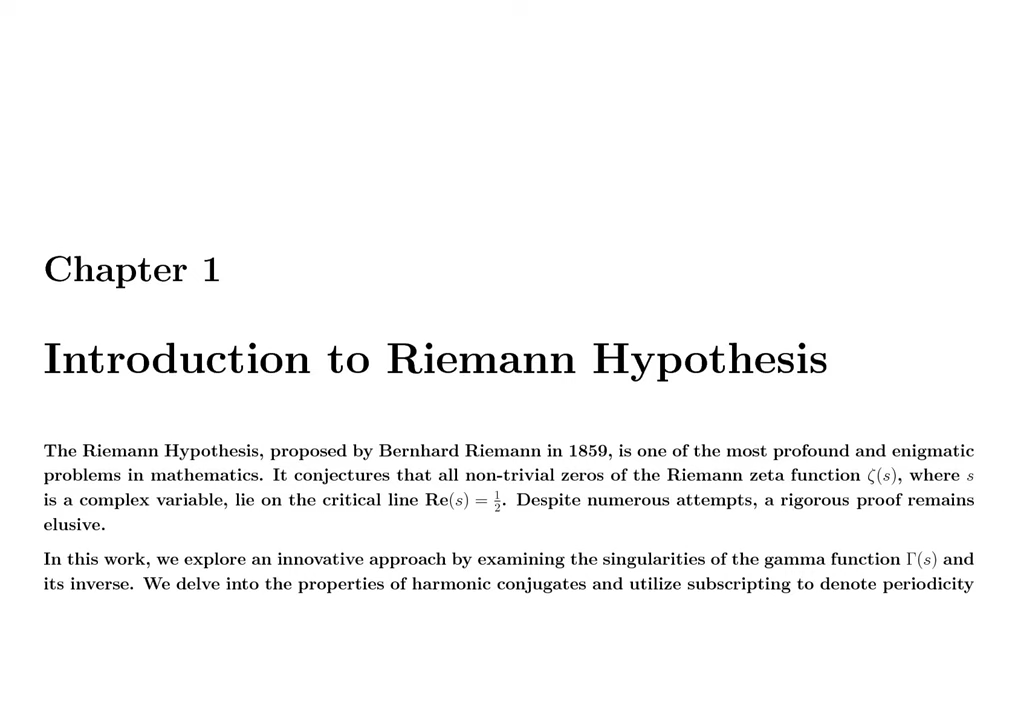 Chapter 1
Introduction to Riemann Hypothesis
The Riemann Hypothesis, proposed by Bernhard Riemann in 1859, is one of the most profound and enigmatic
problems in mathematics. It conjectures that all non-trivial zeros of the Riemann zeta function ζ(s), where s
is a complex variable, lie on the critical line Re(s) = 1/2. Despite numerous attempts, a rigorous proof remains
elusive.
In this work, we explore an innovative approach by examining the singularities of the gamma function Γ(s) and
its inverse. We delve into the properties of harmonic conjugates and utilize subscripting to denote periodicity